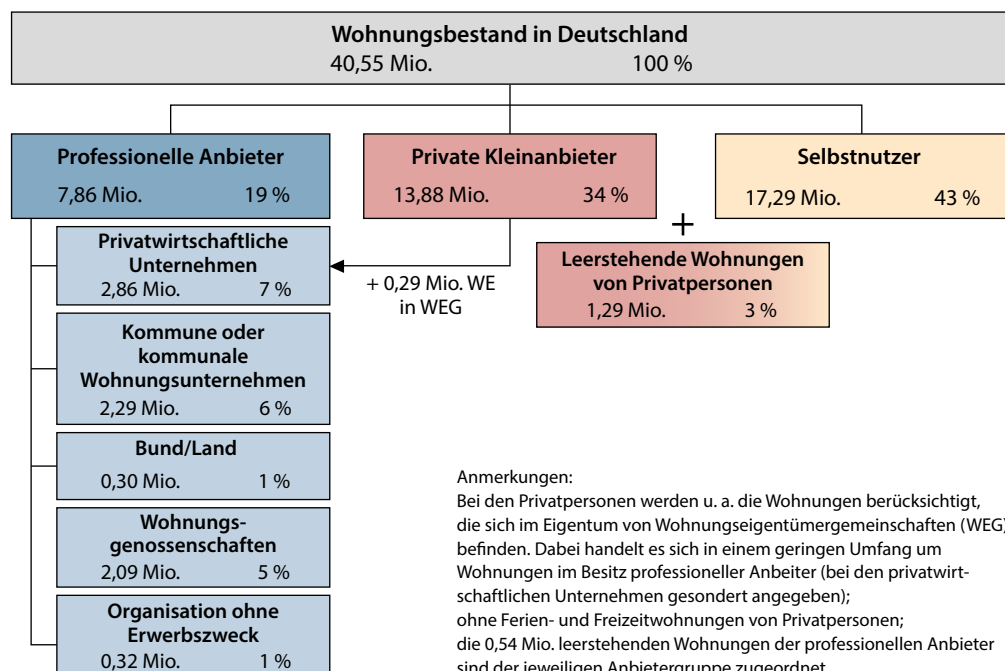 Wohnungsbestand in Deutschland
40,55 Mio. 100 %
Professionelle Anbieter
7,86 Mio. 19 %
Private Kleinanbieter
13,88 Mio. 34 %
Selbstnutzer
17,29 Mio. 43 %
+
Privatwirtschaftliche
Unternehmen
2,86 Mio. 7 %
+ 0,29 Mio. WE
in WEG
Leerstehende Wohnungen
von Privatpersonen
1,29 Mio. 3 %
Kommune oder
kommunale
Wohnungsunternehmen
2,29 Mio. 6 %
Bund/Land
0,30 Mio. 1 %
Wohnungs-
genossenschaften
2,09 Mio. 5 %
Organisation ohne
Erwerbszweck
0,32 Mio. 1 %
Anmerkungen:
Bei den Privatpersonen werden u. a. die Wohnungen berücksichtigt,
die sich im Eigentum von Wohnungseigentümergemeinschaften (WEG)
befinden. Dabei handelt es sich in einem geringen Umfang um
Wohnungen im Besitz professioneller Anbeiter (bei den privatwirt-
schaftlichen Unternehmen gesondert angegeben);
ohne Ferien- und Freizeitwohnungen von Privatpersonen;
die 0,54 Mio. leerstehenden Wohnungen der professionellen Anbieter
sind der jeweiligen Anbietergruppe zugeordnet